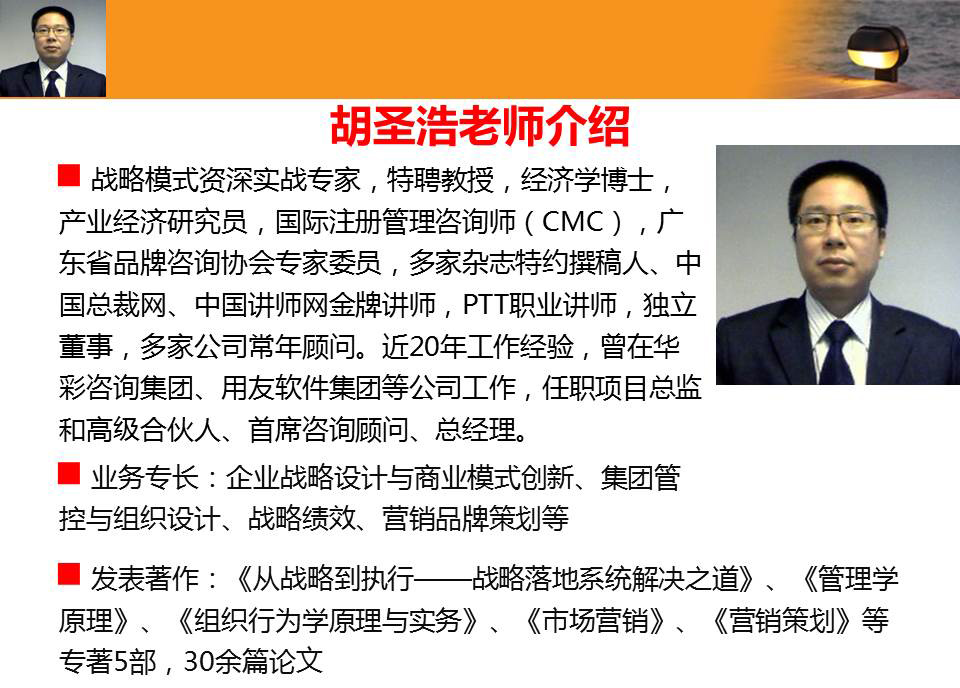 胡圣浩老师介绍
战略模式资深实战专家，特聘教授，经济学博士，
产业经济研究员，国际注册管理咨询师（CMC），广
东省品牌咨询协会专家委员，多家杂志特约撰稿人、中
国总裁网、中国讲师网金牌讲师，PTT职业讲师，独立
董事，多家公司常年顾问。近20年工作经验，曾在华
彩咨询集团、用友软件集团等公司工作，任职项目总监
和高级合伙人、首席咨询顾问、总经理。
业务专长：企业战略设计与商业模式创新、集团管
控与组织设计、战略绩效、营销品牌策划等
发表著作：《从战略到执行——战略落地系统解决之道》、《管理学
原理》、《组织行为学原理与实务》、《市场营销》、《营销策划》等
专著5部，30余篇论文